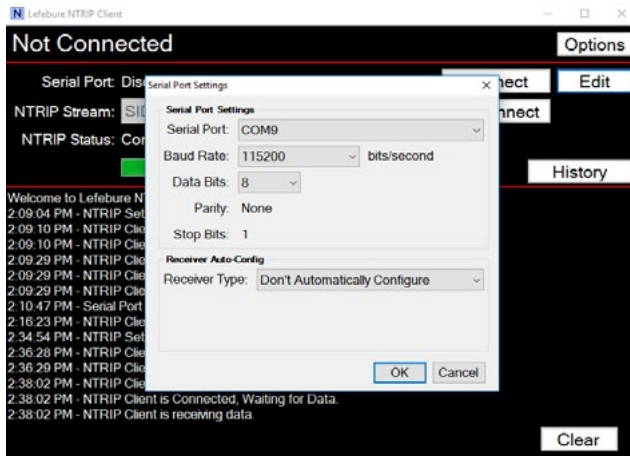 Lefebure NTRIP Client
Not Connected
Options
Serial Port: Dis
nect
Edit
NTRIP Stream: SI
nnect
NTRIP Status: Cor
History
Serial Port Settings
Serial Port Settings
Serial Port: COM9
Baud Rate: 115200 bits/second
Data Bits: 8
Parity: None
Stop Bits: 1
Receiver Auto-Config
Receiver Type: Don't Automatically Configure
OK Cancel
Welcome to Lefebure N
2:09:04 PM - NTRIP Set
2:09:10 PM - NTRIP Clie
2:09:10 PM - NTRIP Clie
2:09:29 PM - NTRIP Clie
2:09:29 PM - NTRIP Clie
2:09:29 PM - NTRIP Clie
2:10:47 PM - Serial Port
2:16:23 PM - NTRIP Clie
2:34:54 PM - NTRIP Set
2:36:28 PM - NTRIP Clie
2:36:29 PM - NTRIP Clie
2:38:02 PM - NTRIP Clie
2:38:02 PM - NTRIP Client is Connected, Waiting for Data.
2:38:02 PM - NTRIP Client is receiving data.
Clear